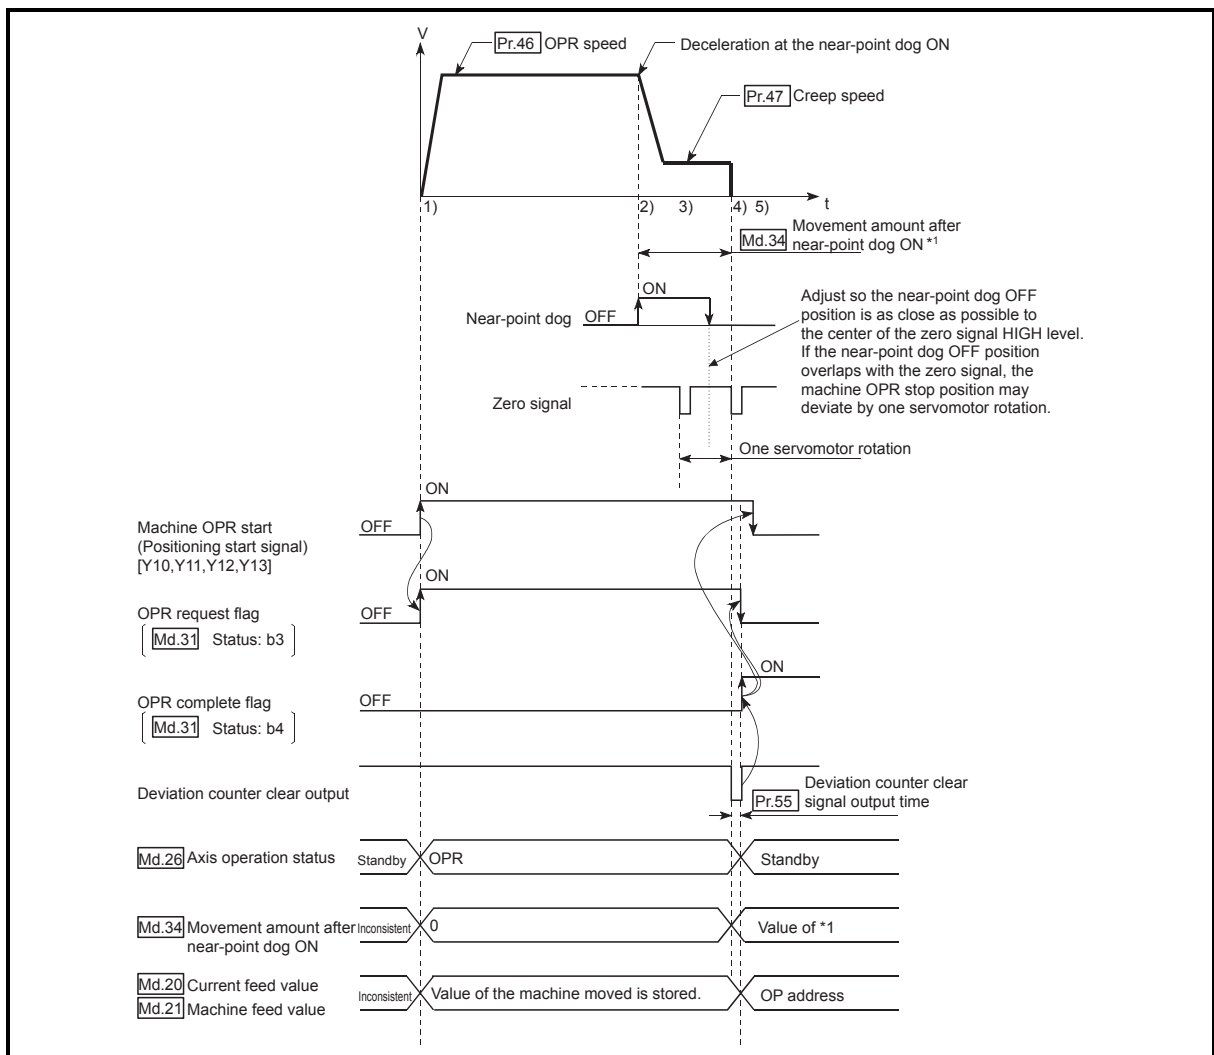 V
Pr.46 OPR speed
Deceleration at the near-point dog ON
Pr.47 Creep speed
1)
2)
3)
4)
5)
t
Md.34 Movement amount after
near-point dog ON *1
ON
Near-point dog OFF
Adjust so the near-point dog OFF
position is as close as possible to
the center of the zero signal HIGH level.
If the near-point dog OFF position
overlaps with the zero signal, the
machine OPR stop position may
deviate by one servomotor rotation.
Zero signal
One servomotor rotation
ON
Machine OPR start OFF
(Positioning start signal)
[Y10,Y11,Y12,Y13]
ON
OPR request flag OFF
Md.31 Status: b3
ON
OPR complete flag OFF
Md.31 Status: b4
Deviation counter clear output
Pr.55 Deviation counter clear
signal output time
Md.26 Axis operation status Standby OPR Standby
Md.34 Movement amount after Inconsistent 0 Value of *1
near-point dog ON
Md.20 Current feed value
Md.21 Machine feed value
Inconsistent Value of the machine moved is stored. OP address